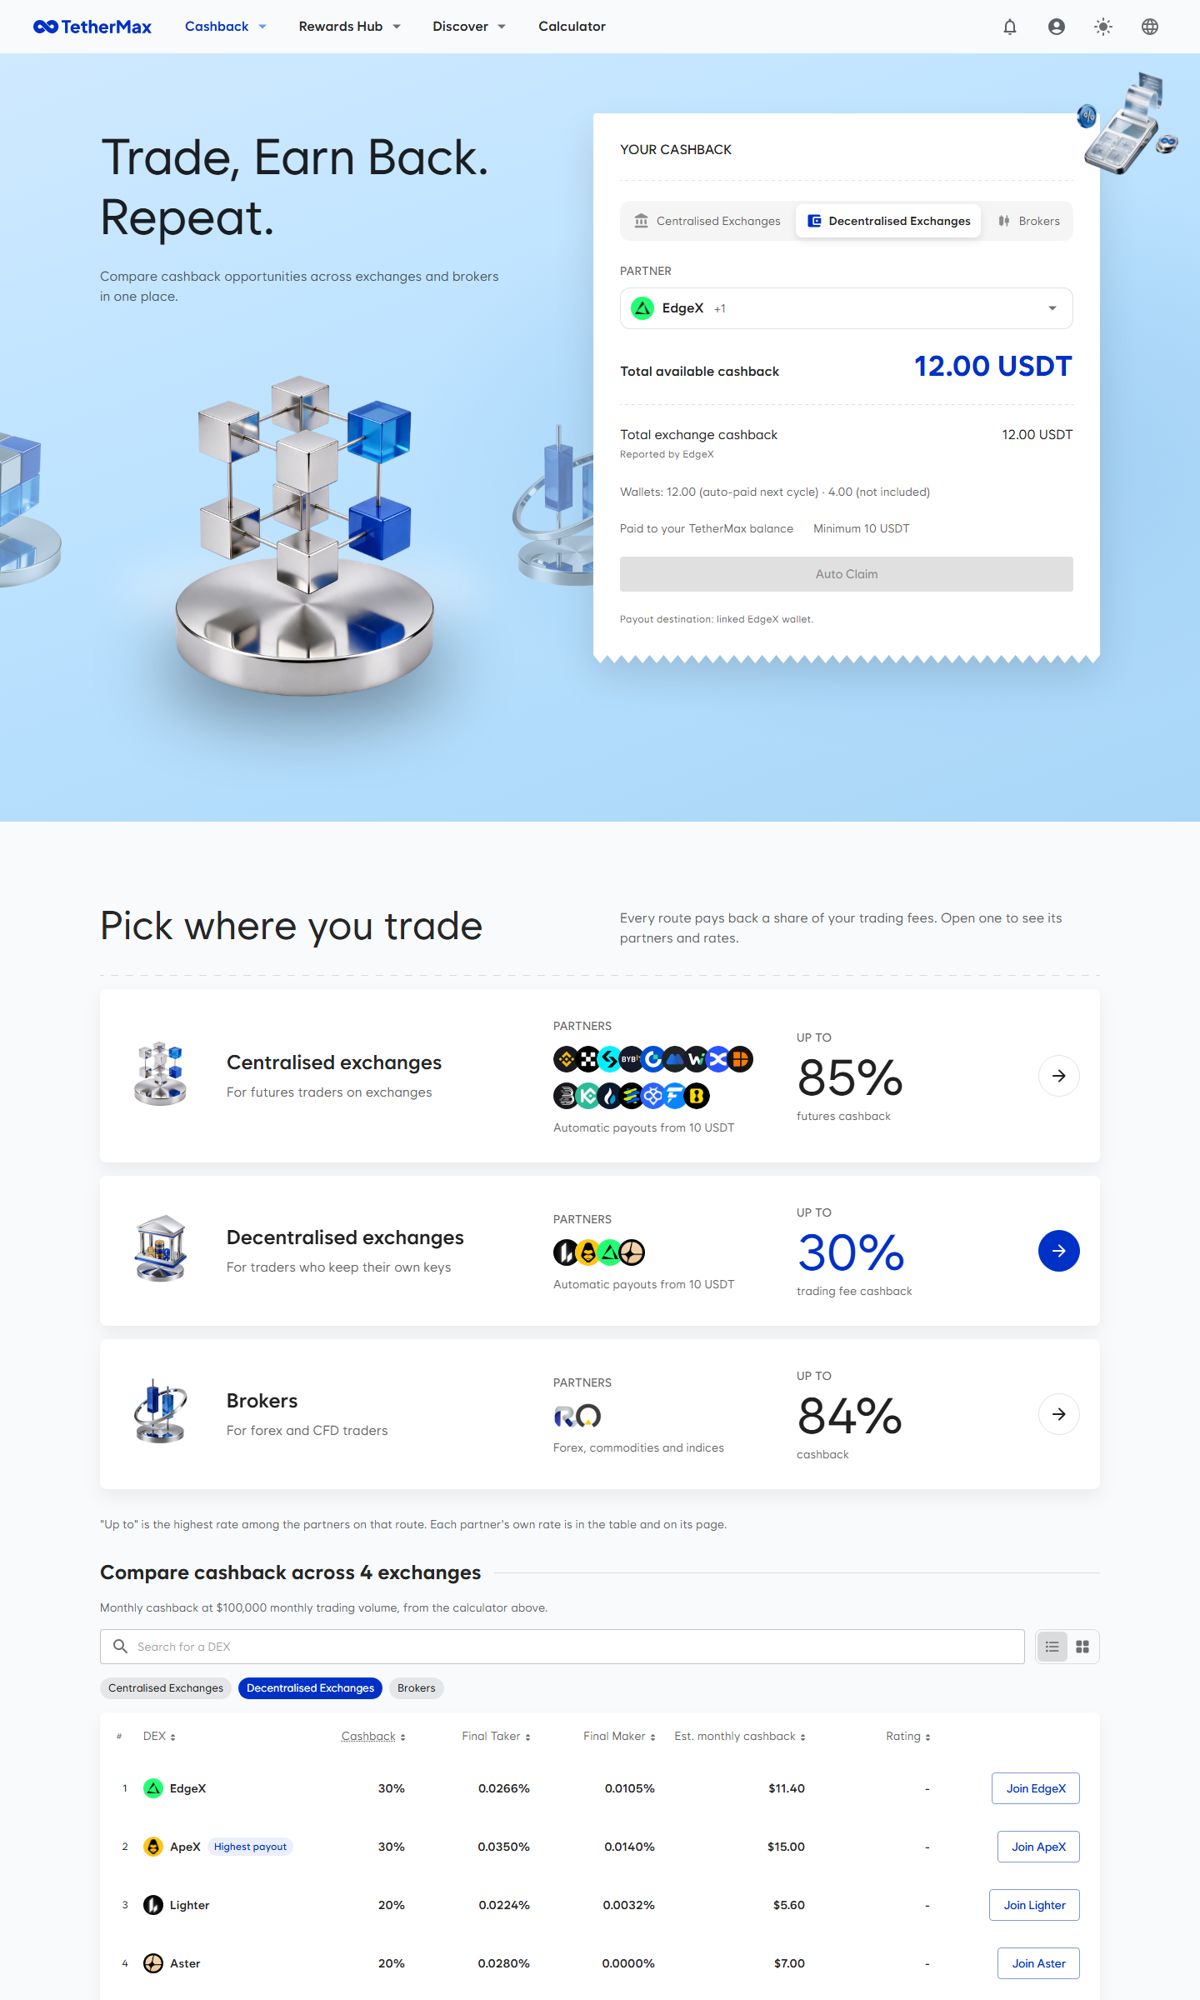 TetherMax
Cashback
Rewards Hub
Discover
Calculator
Trade, Earn Back.
Repeat.
Compare cashback opportunities across exchanges and brokers
in one place.
YOUR CASHBACK
Centralised Exchanges
Decentralised Exchanges
Brokers
PARTNER
EdgeX +1
Total available cashback 12.00 USDT
Total exchange cashback 12.00 USDT
Reported by EdgeX
Wallets: 12.00 (auto-paid next cycle) · 4.00 (not included)
Paid to your TetherMax balance Minimum 10 USDT
Auto Claim
Payout destination: linked EdgeX wallet.
Pick where you trade
Every route pays back a share of your trading fees. Open one to see its
partners and rates.
Centralised exchanges
For futures traders on exchanges
PARTNERS
Automatic payouts from 10 USDT
UP TO
85%
futures cashback
Decentralised exchanges
For traders who keep their own keys
PARTNERS
Automatic payouts from 10 USDT
UP TO
30%
trading fee cashback
Brokers
For forex and CFD traders
PARTNERS
Forex, commodities and indices
UP TO
84%
cashback
"Up to" is the highest rate among the partners on that route. Each partner's own rate is in the table and on its page.
Compare cashback across 4 exchanges
Monthly cashback at $100,000 monthly trading volume, from the calculator above.
Search for a DEX
Centralised Exchanges
Decentralised Exchanges
Brokers
# DEX Cashback Final Taker Final Maker Est. monthly cashback Rating
1 EdgeX 30% 0.0266% 0.0105% $11.40 - Join EdgeX
2 ApeX Highest payout 30% 0.0350% 0.0140% $15.00 - Join ApeX
3 Lighter 20% 0.0224% 0.0032% $5.60 - Join Lighter
4 Aster 20% 0.0280% 0.0000% $7.00 - Join Aster